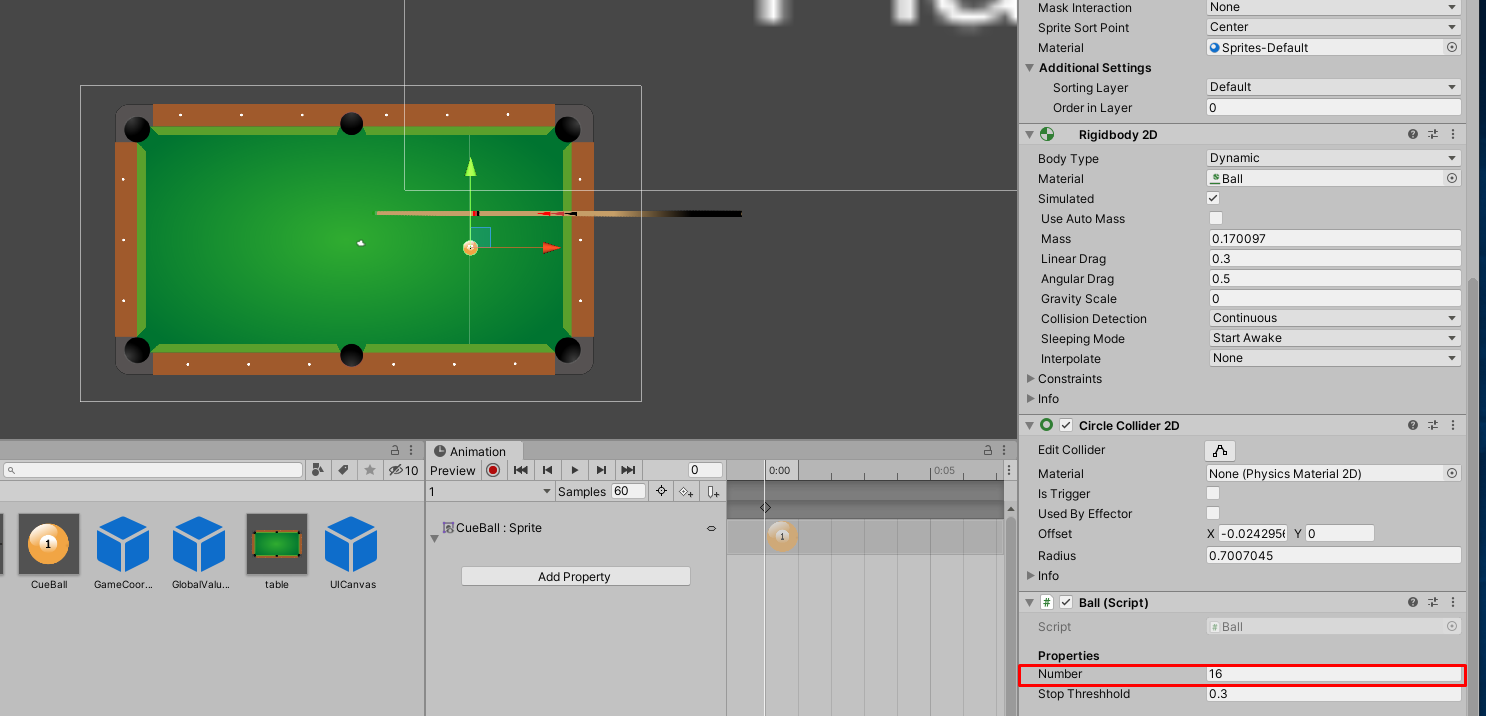 Mask Interaction None
Sprite Sort Point Center
Material Sprites-Default
Additional Settings
Sorting Layer Default
Order in Layer 0
Rigidbody 2D
Body Type Dynamic
Material Ball
Simulated
Use Auto Mass
Mass 0.170097
Linear Drag 0.3
Angular Drag 0.5
Gravity Scale 0
Collision Detection Continuous
Sleeping Mode Start Awake
Interpolate None
Constraints
Info
Circle Collider 2D
Edit Collider
Material None (Physics Material 2D)
Is Trigger
Used By Effector
Offset X -0.0242956 Y 0
Radius 0.7007045
Info
Ball (Script)
Script Ball
Properties
Number 16
Stop Threshhold 0.3
10
1
CueBall GameCoor... GlobalValu... table UICanvas
Animation
Preview 0 0:00 0:05
1 Samples 60
CueBall : Sprite
1
Add Property